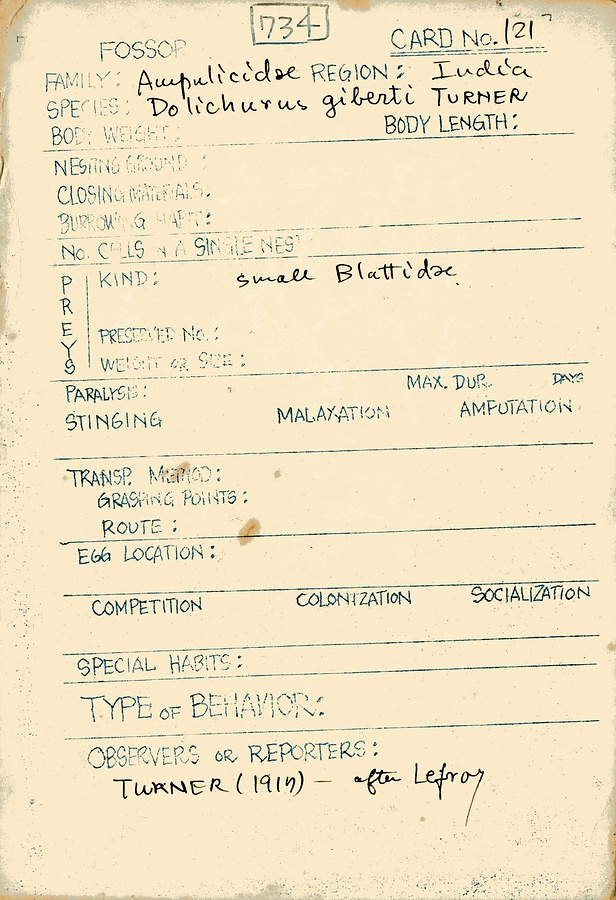 734
FOSSOR CARD No. 121
FAMILY: Ampulicidae REGION: India
SPECIES: Dolichurus giberti TURNER
BODY WEIGHT: BODY LENGTH:
NESTING GROUND:
CLOSING MATERIALS:
BURROWING HABIT:
No. CELLS IN A SINGLE NEST
PREYS
KIND: small Blattidae.
PRESERVED No.:
WEIGHT OR SIZE:
PARALYSIS: MAX. DUR. DAYS
STINGING MALAXATION AMPUTATION
TRANSP. METHOD:
GRASPING POINTS:
ROUTE:
EGG LOCATION:
COMPETITION COLONIZATION SOCIALIZATION
SPECIAL HABITS:
TYPE OF BEHAVIOR:
OBSERVERS OR REPORTERS:
TURNER (1917) — after Lefroy